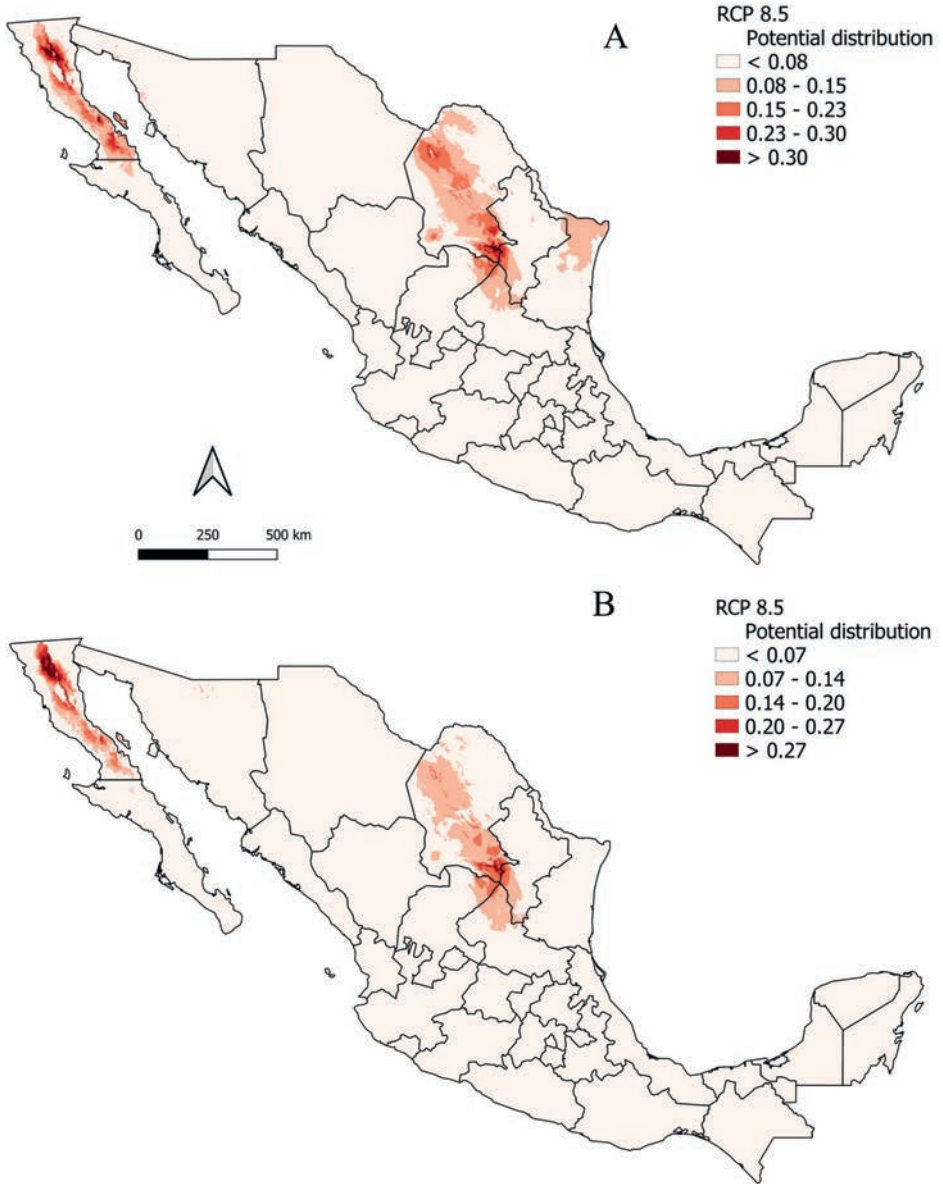 A
RCP 8.5
Potential distribution
< 0.08
0.08 - 0.15
0.15 - 0.23
0.23 - 0.30
> 0.30
0 250 500 km
B
RCP 8.5
Potential distribution
< 0.07
0.07 - 0.14
0.14 - 0.20
0.20 - 0.27
> 0.27